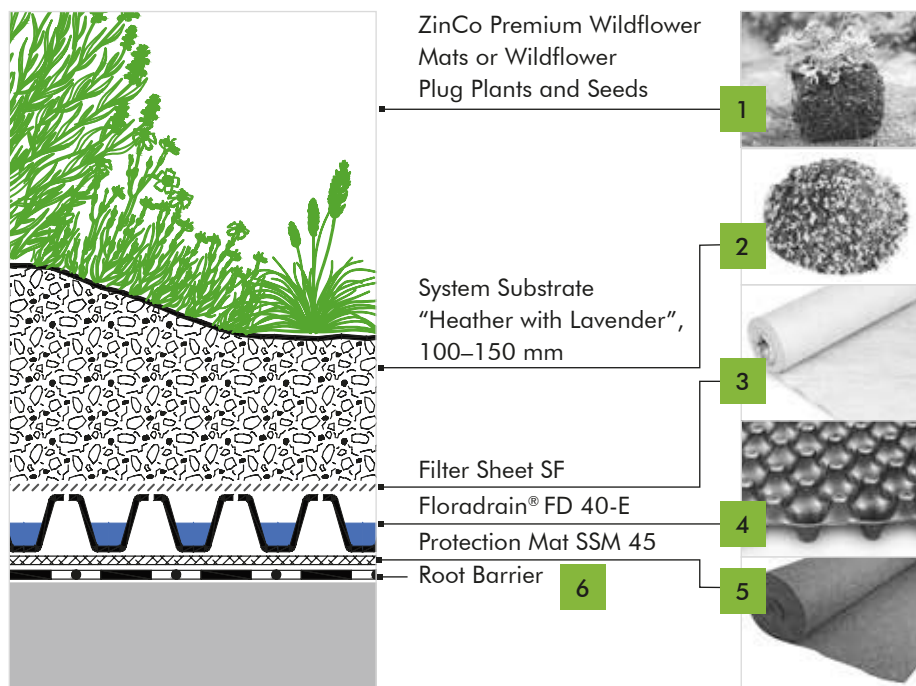 ZinCo Premium Wildflower
Mats or Wildflower
Plug Plants and Seeds
1
2
System Substrate
“Heather with Lavender”,
100–150 mm
3
Filter Sheet SF
Floradrain® FD 40-E
4
Protection Mat SSM 45
Root Barrier
6
5